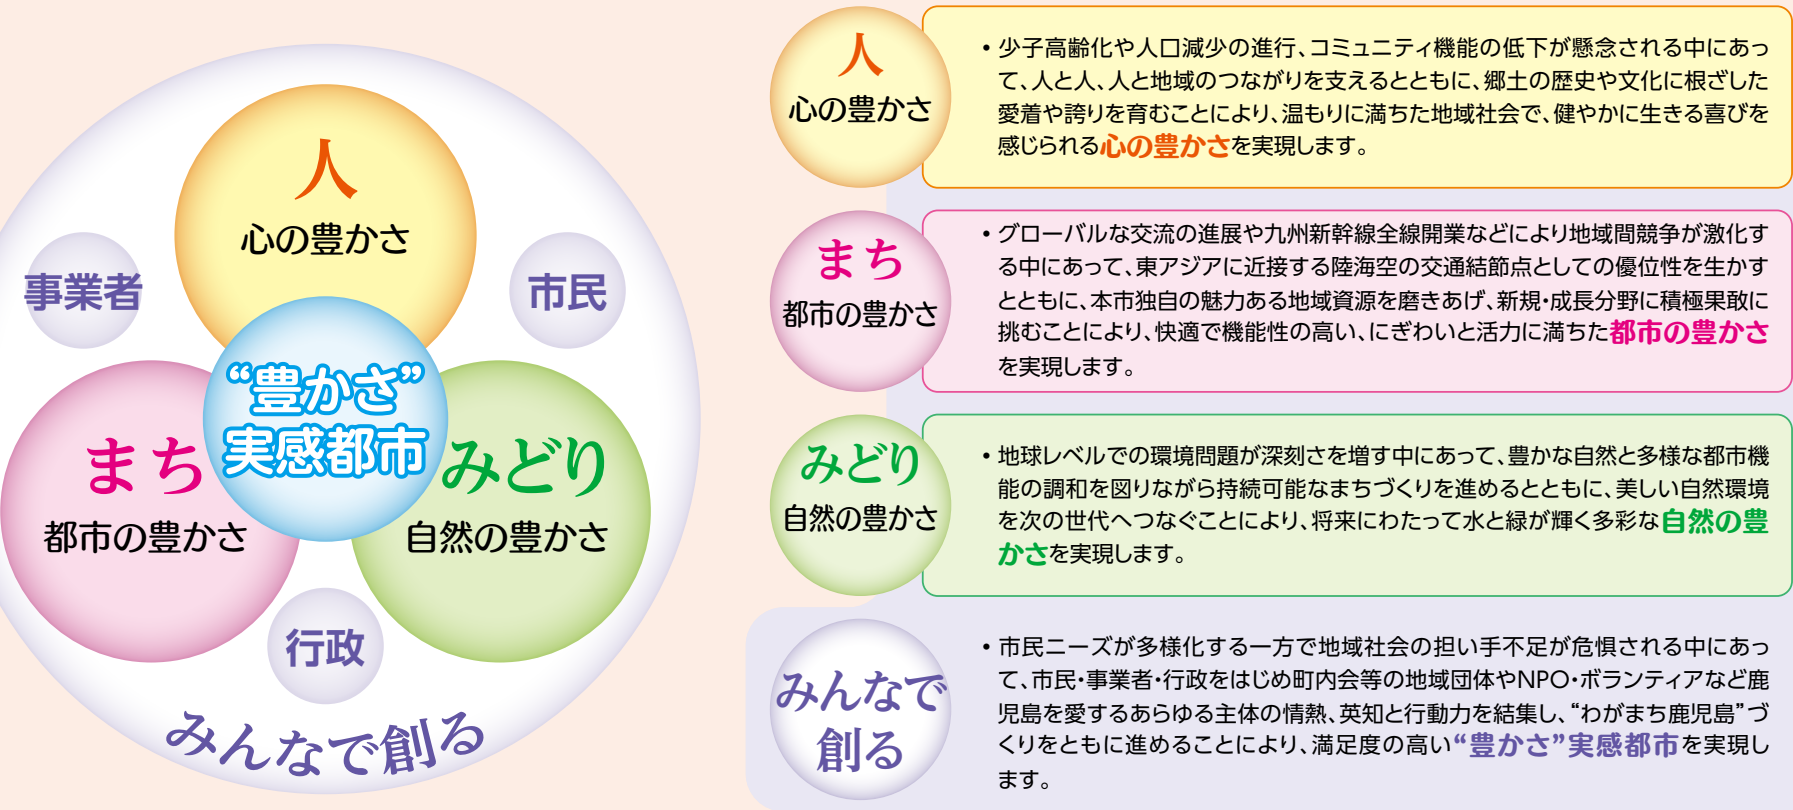 人
心の豊かさ
事業者
市民
“豊かさ”
実感都市
まち
都市の豊かさ
みどり
自然の豊かさ
行政
みんなで創る
人
心の豊かさ
・少子高齢化や人口減少の進行、コミュニティ機能の低下が懸念される中にあっ
て、人と人、人と地域のつながりを支えるとともに、郷土の歴史や文化に根ざした
愛着や誇りを育むことにより、温もりに満ちた地域社会で、健やかに生きる喜びを
感じられる心の豊かさを実現します。
まち
都市の豊かさ
・グローバルな交流の進展や九州新幹線全線開業などにより地域間競争が激化す
る中にあって、東アジアに近接する陸海空の交通結節点としての優位性を生かす
とともに、本市独自の魅力ある地域資源を磨きあげ、新規・成長分野に積極果敢に
挑むことにより、快適で機能性の高い、にぎわいと活力に満ちた都市の豊かさ
を実現します。
みどり
自然の豊かさ
・地球レベルでの環境問題が深刻さを増す中にあって、豊かな自然と多様な都市機
能の調和を図りながら持続可能なまちづくりを進めるとともに、美しい自然環境
を次の世代へつなぐことにより、将来にわたって水と緑が輝く多彩な自然の豊
かさを実現します。
みんなで
創る
・市民ニーズが多様化する一方で地域社会の担い手不足が危惧される中にあっ
て、市民・事業者・行政をはじめ町内会等の地域団体やNPO・ボランティアなど鹿
児島を愛するあらゆる主体の情熱、英知と行動力を結集し、“わがまち鹿児島”づ
くりをともに進めることにより、満足度の高い“豊かさ”実感都市を実現し
ます。